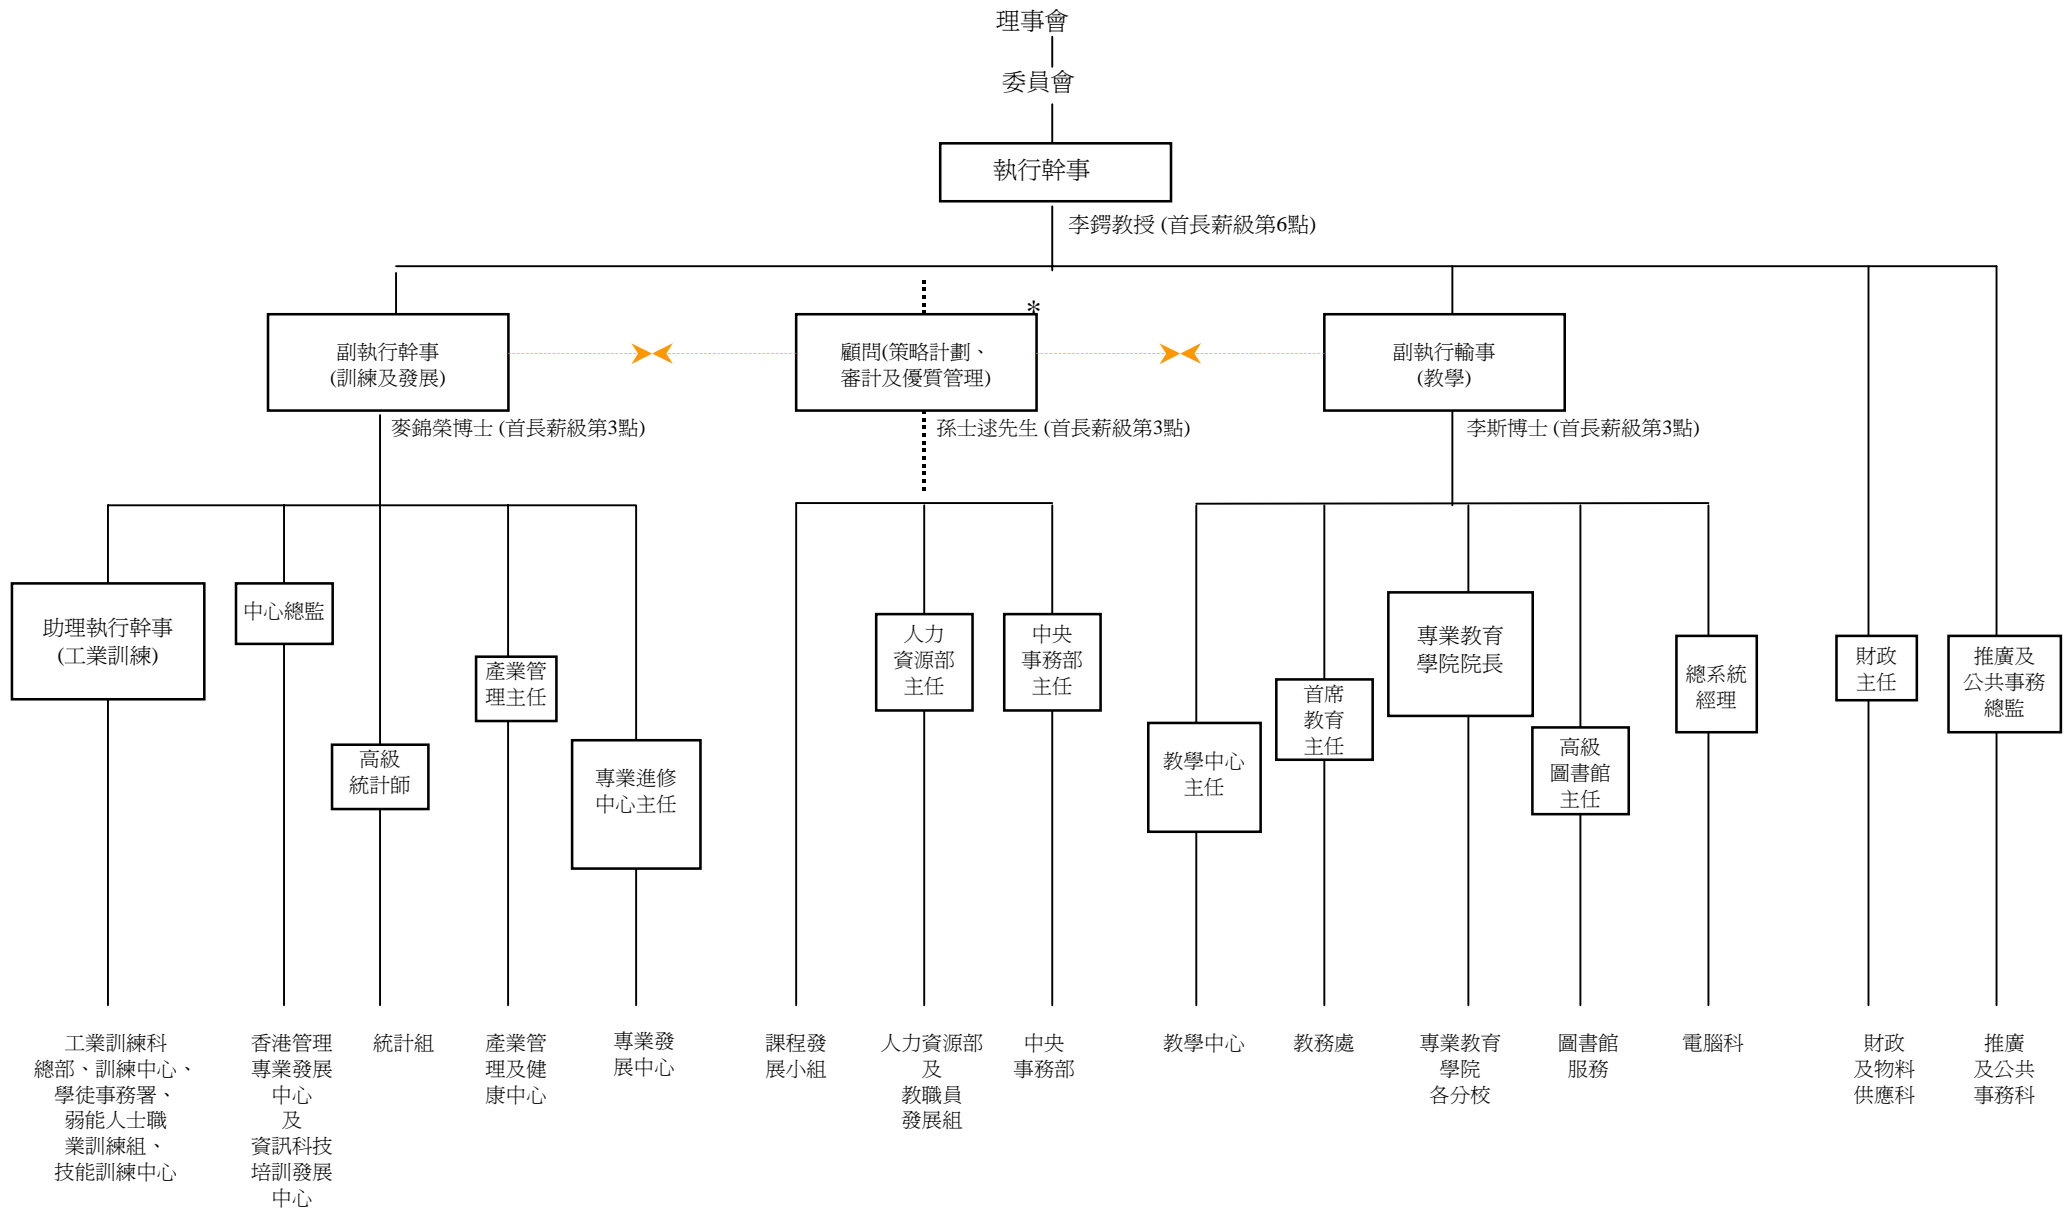 理事會
委員會
執行幹事
李鍔教授 (首長薪級第6點)
*
副執行幹事
(訓練及發展)
顧問(策略計劃、
審計及優質管理)
副執行輸事
(教學)
麥錦榮博士 (首長薪級第3點)
孫士逑先生 (首長薪級第3點)
李斯博士 (首長薪級第3點)
助理執行幹事
(工業訓練)
中心總監
高級
統計師
產業管
理主任
專業進修
中心主任
人力
資源部
主任
中央
事務部
主任
教學中心
主任
首席
教育
主任
專業教育
學院院長
高級
圖書館
主任
總系統
經理
財政
主任
推廣及
公共事務
總監
工業訓練科
總部、訓練中心、
學徒事務署、
弱能人士職
業訓練組、
技能訓練中心
香港管理
專業發展
中心
及
資訊科技
培訓發展
中心
統計組
產業管
理及健
康中心
專業發
展中心
課程發
展小組
人力資源部
及
教職員
發展組
中央
事務部
教學中心
教務處
專業教育
學院
各分校
圖書館
服務
電腦科
財政
及物料
供應科
推廣
及公共
事務科